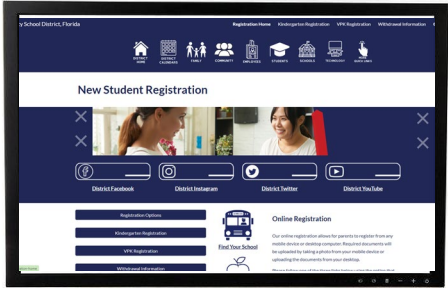 y School District, Florida
Registration Home Kindergarten Registration VPK Registration Withdrawal Information
DISTRICT HOME
DISTRICT CALENDARS
FAMILY
COMMUNITY
EMPLOYEES
STUDENTS
SCHOOLS
TECHNOLOGY
QUICK LINKS
New Student Registration
District Facebook District Instagram District Twitter District YouTube
Registration Options
Kindergarten Registration
VPK Registration
Withdrawal Information
Find Your School
Online Registration
Our online registration allows for parents to register from any
mobile device or desktop computer. Required documents will
be uploaded by taking a photo from your mobile device or
uploading the documents from your desktop.